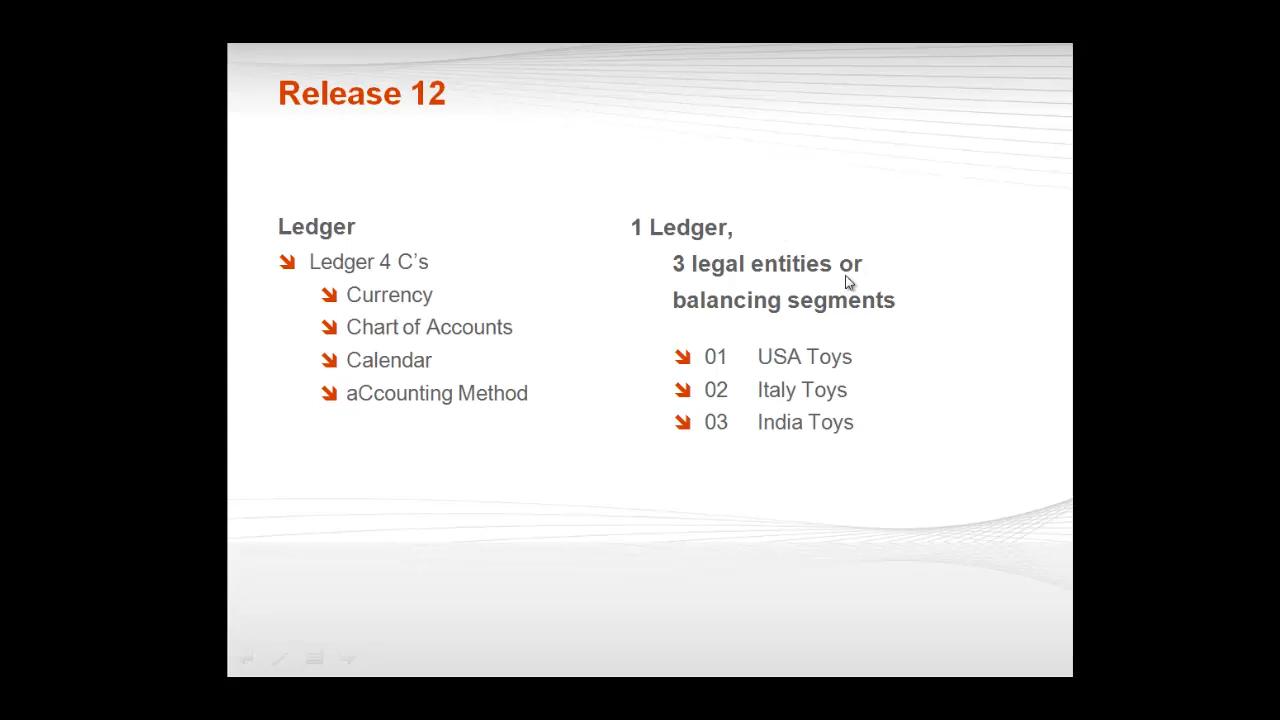 Release 12
Ledger
Ledger 4 C's
Currency
Chart of Accounts
Calendar
aCcounting Method
1 Ledger,
3 legal entities or
balancing segments
01 USA Toys
02 Italy Toys
03 India Toys